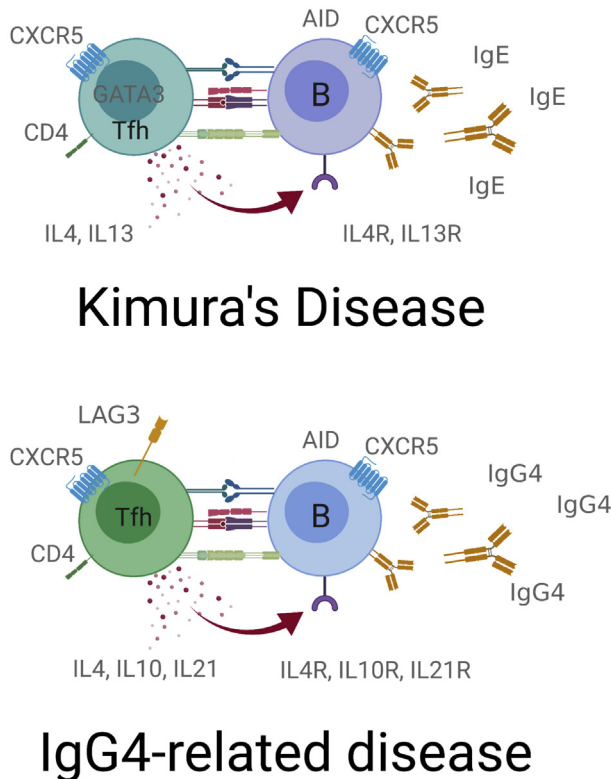 AID
CXCR5
CXCR5
IgE
GATA3
B
IgE
Tfh
CD4
IgE
IL4, IL13
IL4R, IL13R
Kimura's Disease
LAG3
AID
CXCR5
CXCR5
IgG4
IgG4
Tfh
B
CD4
IgG4
IL4, IL10, IL21
IL4R, IL10R, IL21R
IgG4-related disease